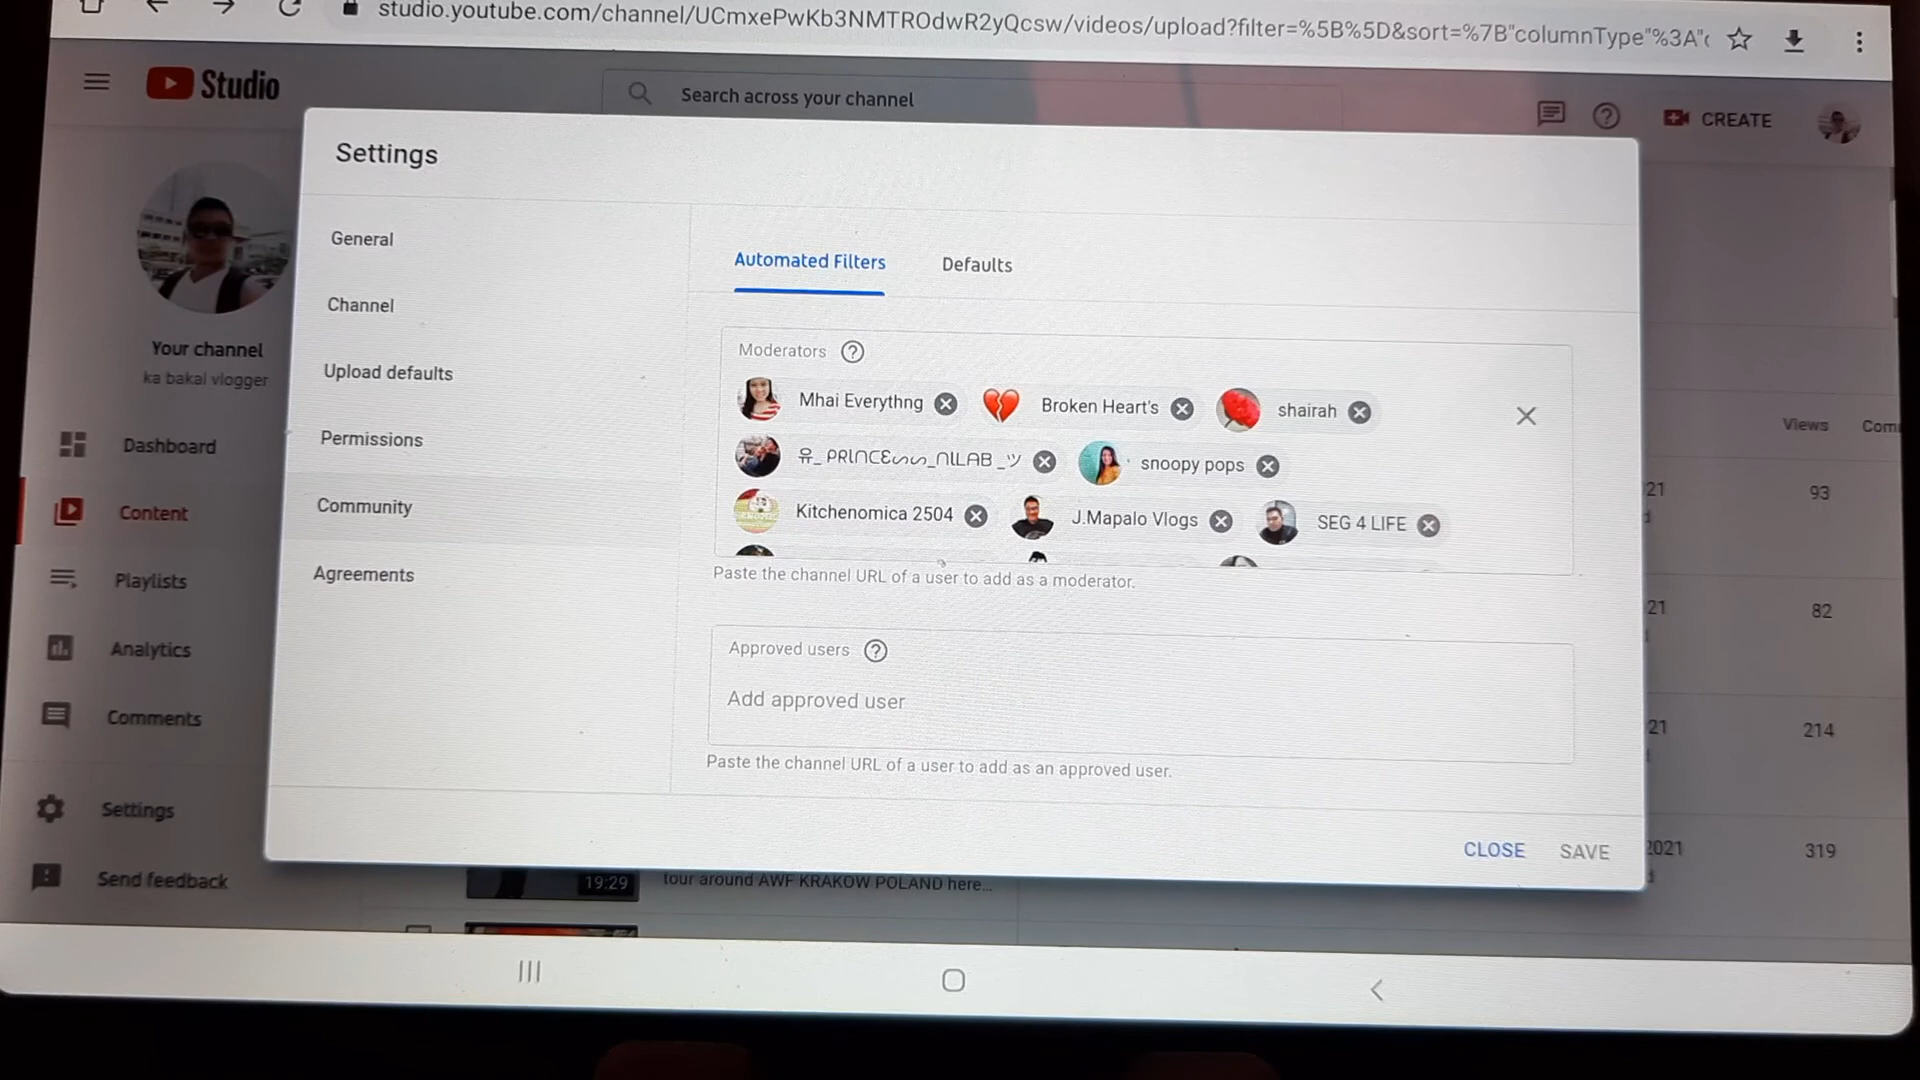 studio.youtube.com/channel/UCmxePwKb3NMTROdwR2yQcsw/videos/upload?filter=%5B%5D&sort=%7B"columnType"%3A"
Studio
Search across your channel
CREATE
Settings
General
Channel
Upload defaults
Permissions
Community
Agreements
Automated Filters
Defaults
Moderators
Mhai Everythng
Broken Heart's
shairah
snoopy pops
Kitchenomica 2504
J.Mapalo Vlogs
SEG 4 LIFE
Paste the channel URL of a user to add as a moderator.
Approved users
Add approved user
Paste the channel URL of a user to add as an approved user.
CLOSE
SAVE
Your channel
ka bakal vlogger
Dashboard
Content
Playlists
Analytics
Comments
Settings
Send feedback
Views
21
93
21
82
21
214
2021
319
19:29
tour around AWF KRAKOW POLAND here...